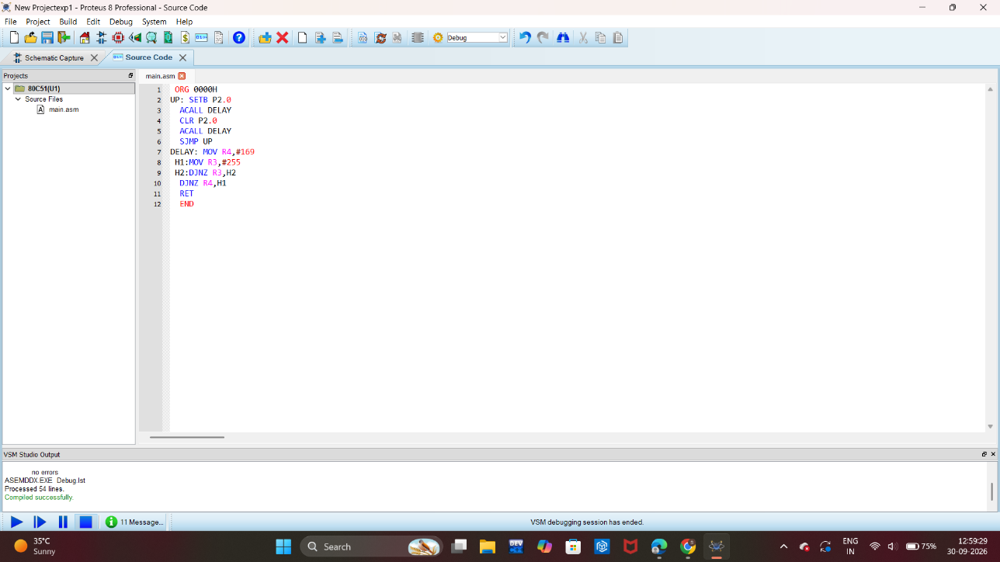 New Projectexp1 - Proteus 8 Professional - Source Code
File Project Build Edit Debug System Help
Debug
Schematic Capture
Source Code
Projects
80C51(U1)
Source Files
main.asm
main.asm
1 ORG 0000H
2 UP: SETB P2.0
3 ACALL DELAY
4 CLR P2.0
5 ACALL DELAY
6 SJMP UP
7 DELAY: MOV R4,#169
8 H1:MOV R3,#255
9 H2:DJNZ R3,H2
10 DJNZ R4,H1
11 RET
12 END
VSM Studio Output
no errors
ASEMDDX.EXE Debug.lst
Processed 54 lines.
Compiled successfully.
11 Message...
VSM debugging session has ended.
35°C
Sunny
Search
DEV
ENG
IN
75%
12:59:29
30-09-2026